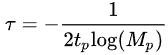 τ = − 1 / (2t_p log(M_p))